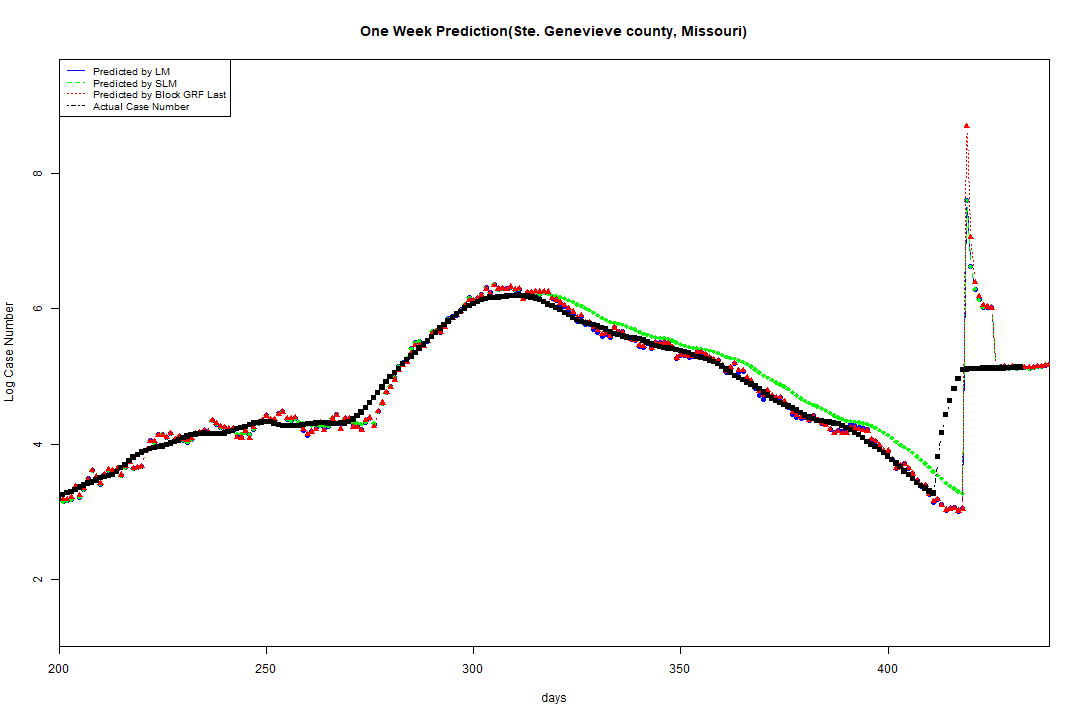 One Week Prediction(Ste. Genevieve county, Missouri)
Predicted by LM
Predicted by SLM
Predicted by Block GRF Last
Actual Case Number
Log Case Number
8
6
4
2
200 250 300 350 400
days